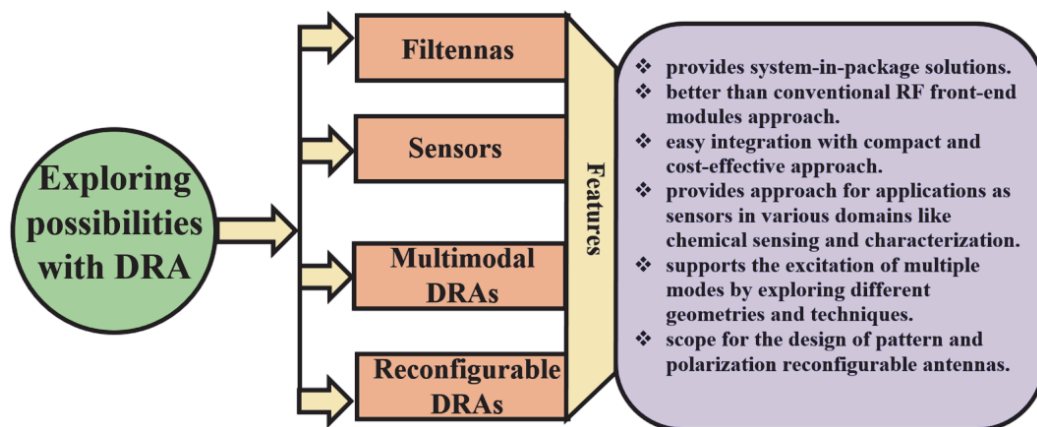 Exploring
possibilities
with DRA
Filtennas
Sensors
Multimodal
DRAs
Reconfigurable
DRAs
Features
❖ provides system-in-package solutions.
❖ better than conventional RF front-end
modules approach.
❖ easy integration with compact and
cost-effective approach.
❖ provides approach for applications as
sensors in various domains like
chemical sensing and characterization.
❖ supports the excitation of multiple
modes by exploring different
geometries and techniques.
❖ scope for the design of pattern and
polarization reconfigurable antennas.